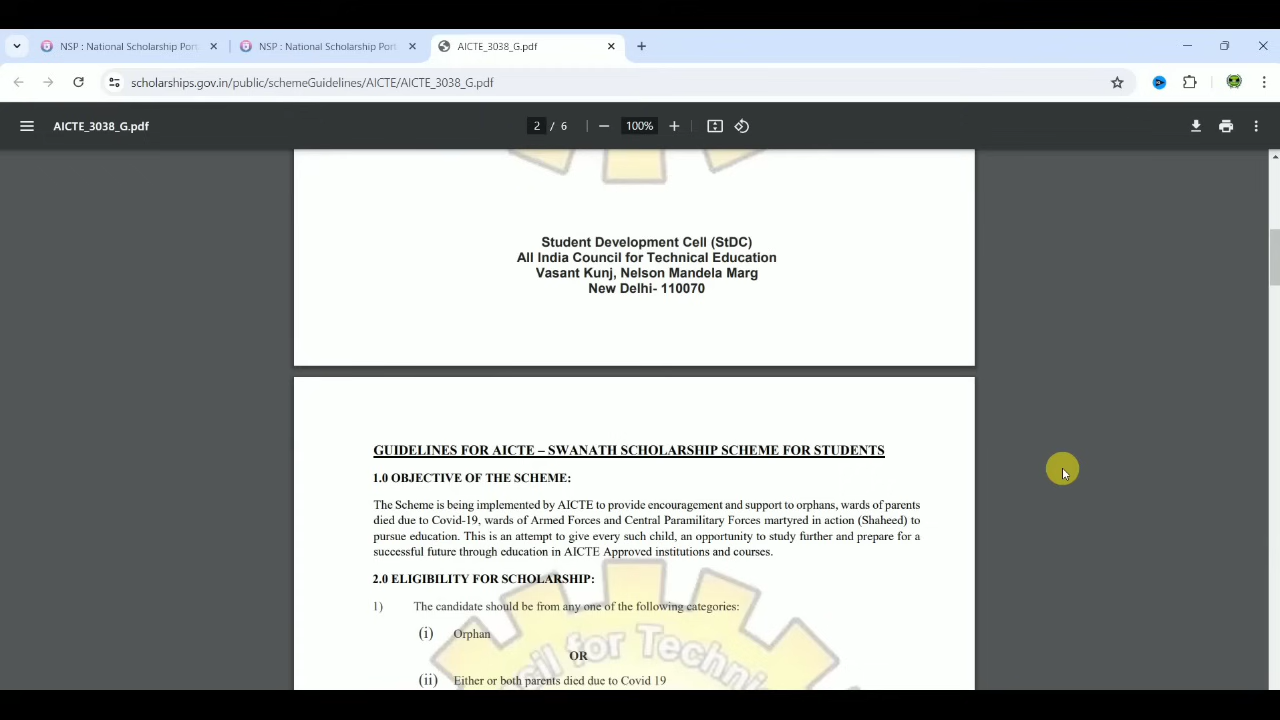 NSP : National Scholarship Port
NSP : National Scholarship Port
AICTE_3038_G.pdf
scholarships.gov.in/public/schemeGuidelines/AICTE/AICTE_3038_G.pdf
AICTE_3038_G.pdf
2 / 6
100%
Student Development Cell (StDC)
All India Council for Technical Education
Vasant Kunj, Nelson Mandela Marg
New Delhi- 110070
GUIDELINES FOR AICTE – SWANATH SCHOLARSHIP SCHEME FOR STUDENTS
1.0 OBJECTIVE OF THE SCHEME:
The Scheme is being implemented by AICTE to provide encouragement and support to orphans, wards of parents
died due to Covid-19, wards of Armed Forces and Central Paramilitary Forces martyred in action (Shaheed) to
pursue education. This is an attempt to give every such child, an opportunity to study further and prepare for a
successful future through education in AICTE Approved institutions and courses.
2.0 ELIGIBILITY FOR SCHOLARSHIP:
1) The candidate should be from any one of the following categories:
(i) Orphan
OR
(ii) Either or both parents died due to Covid 19
cil for Techni